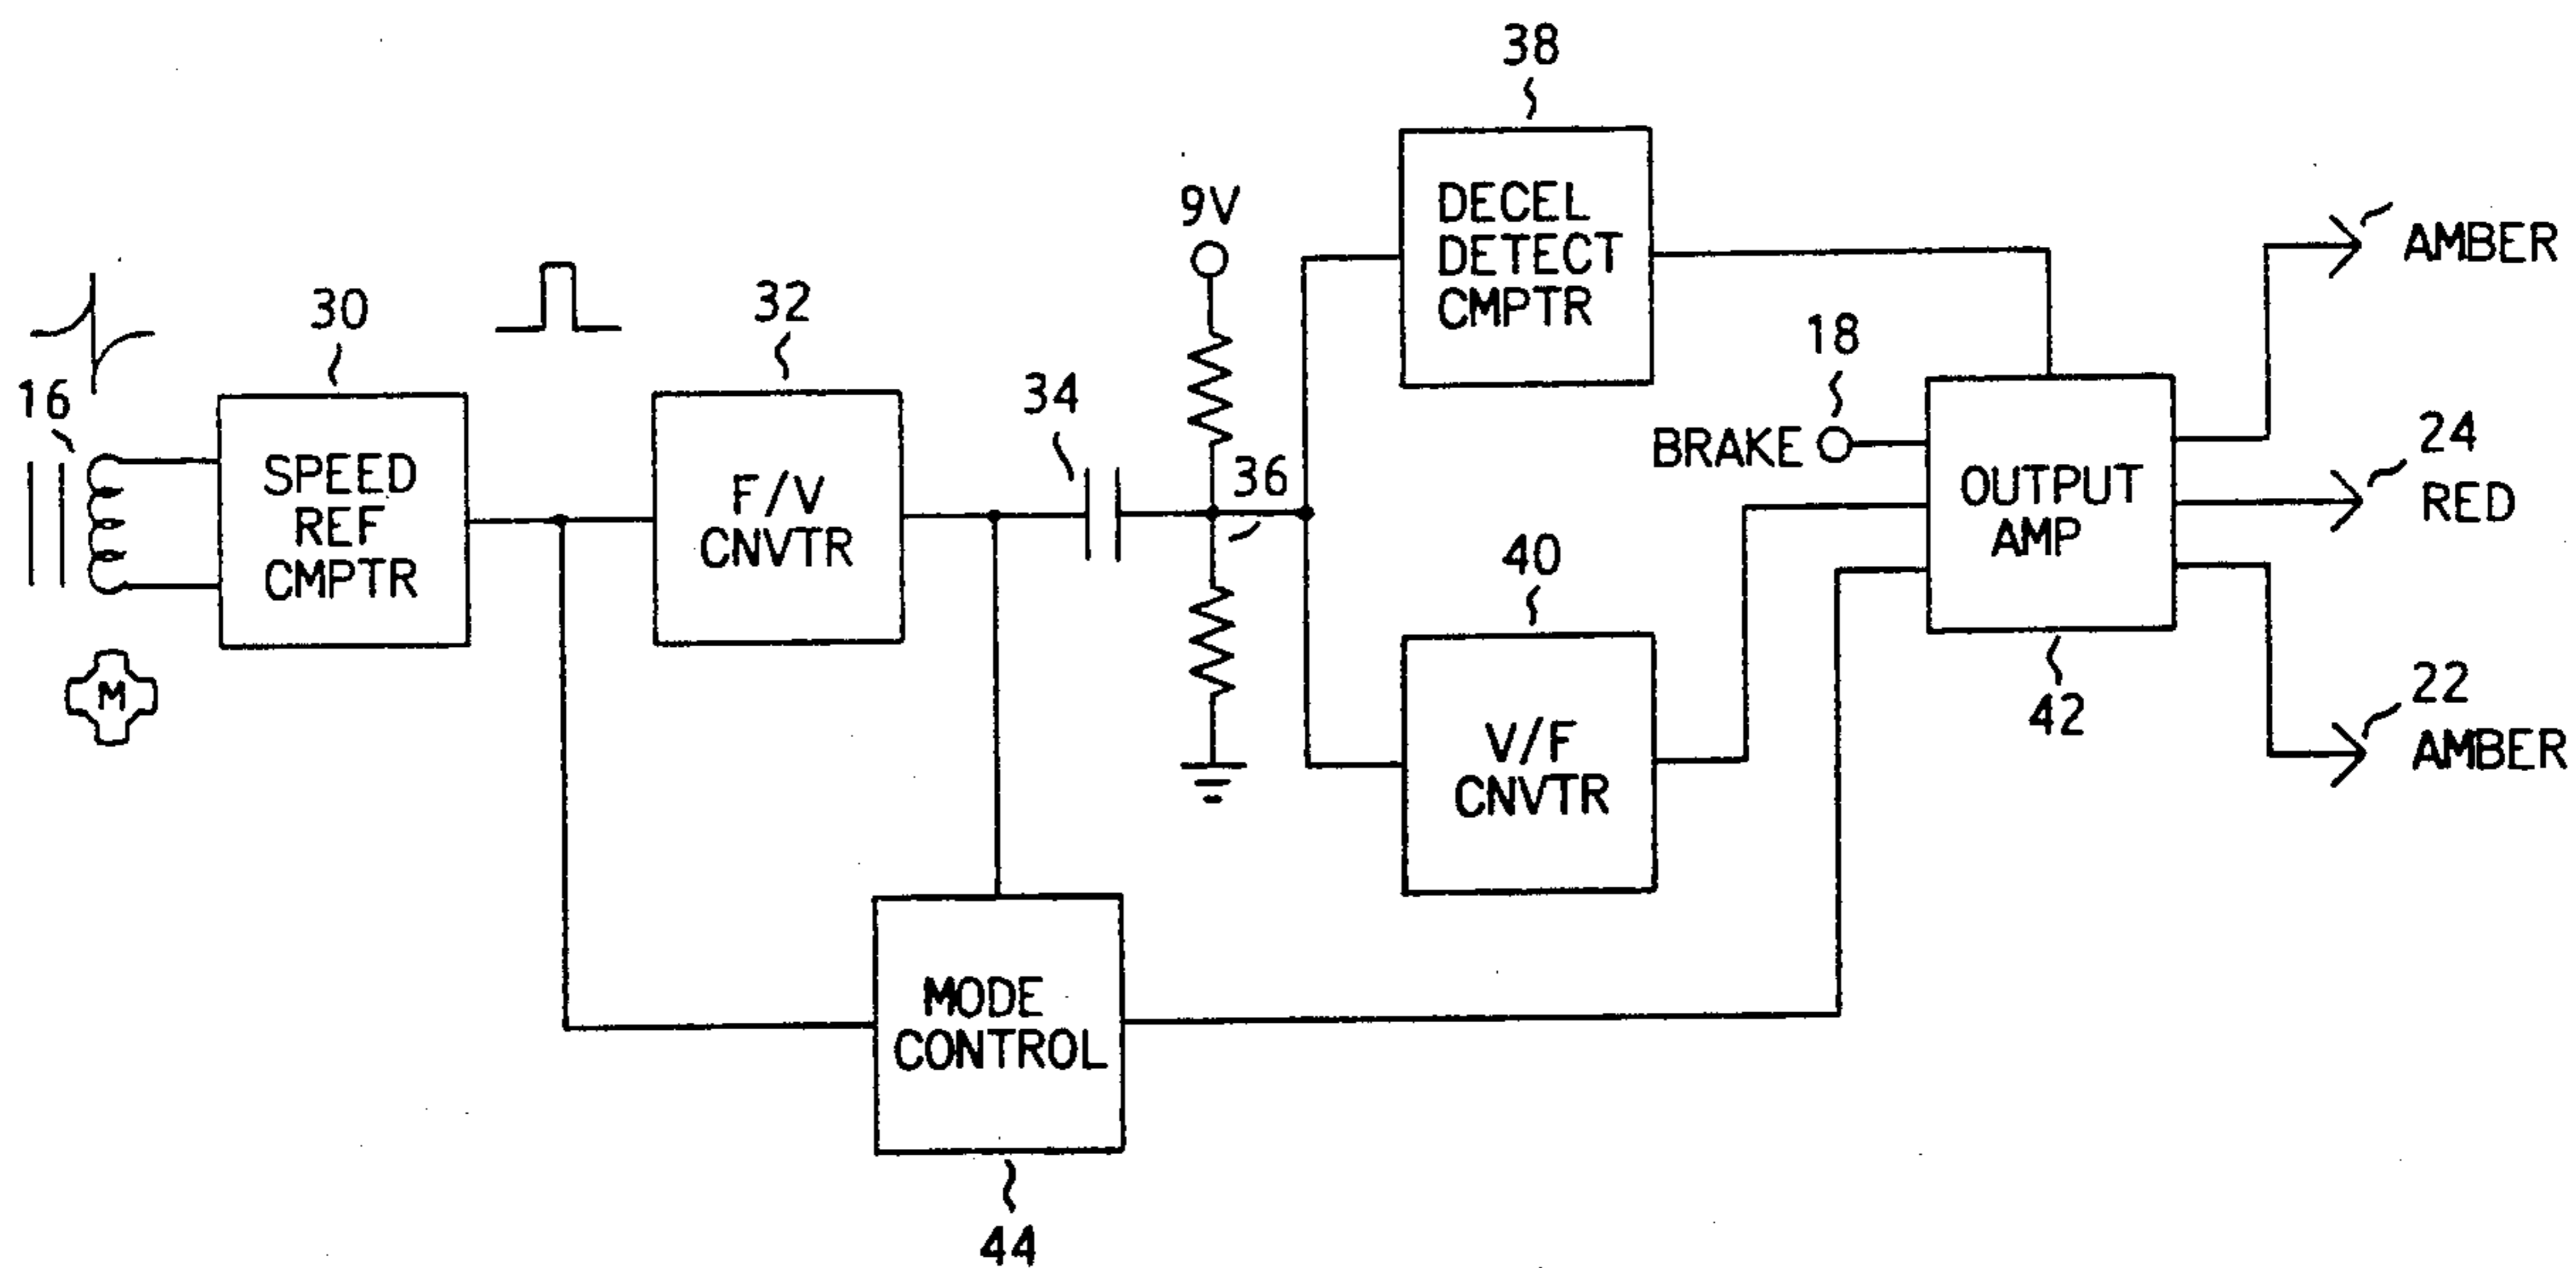 38
9V
DECEL
DETECT
CMPTR
AMBER
30
32
18
16
34
BRAKE
24
RED
SPEED
REF
CMPTR
F/V
CNVTR
36
OUTPUT
AMP
40
M
22
AMBER
42
V/F
CNVTR
MODE
CONTROL
44